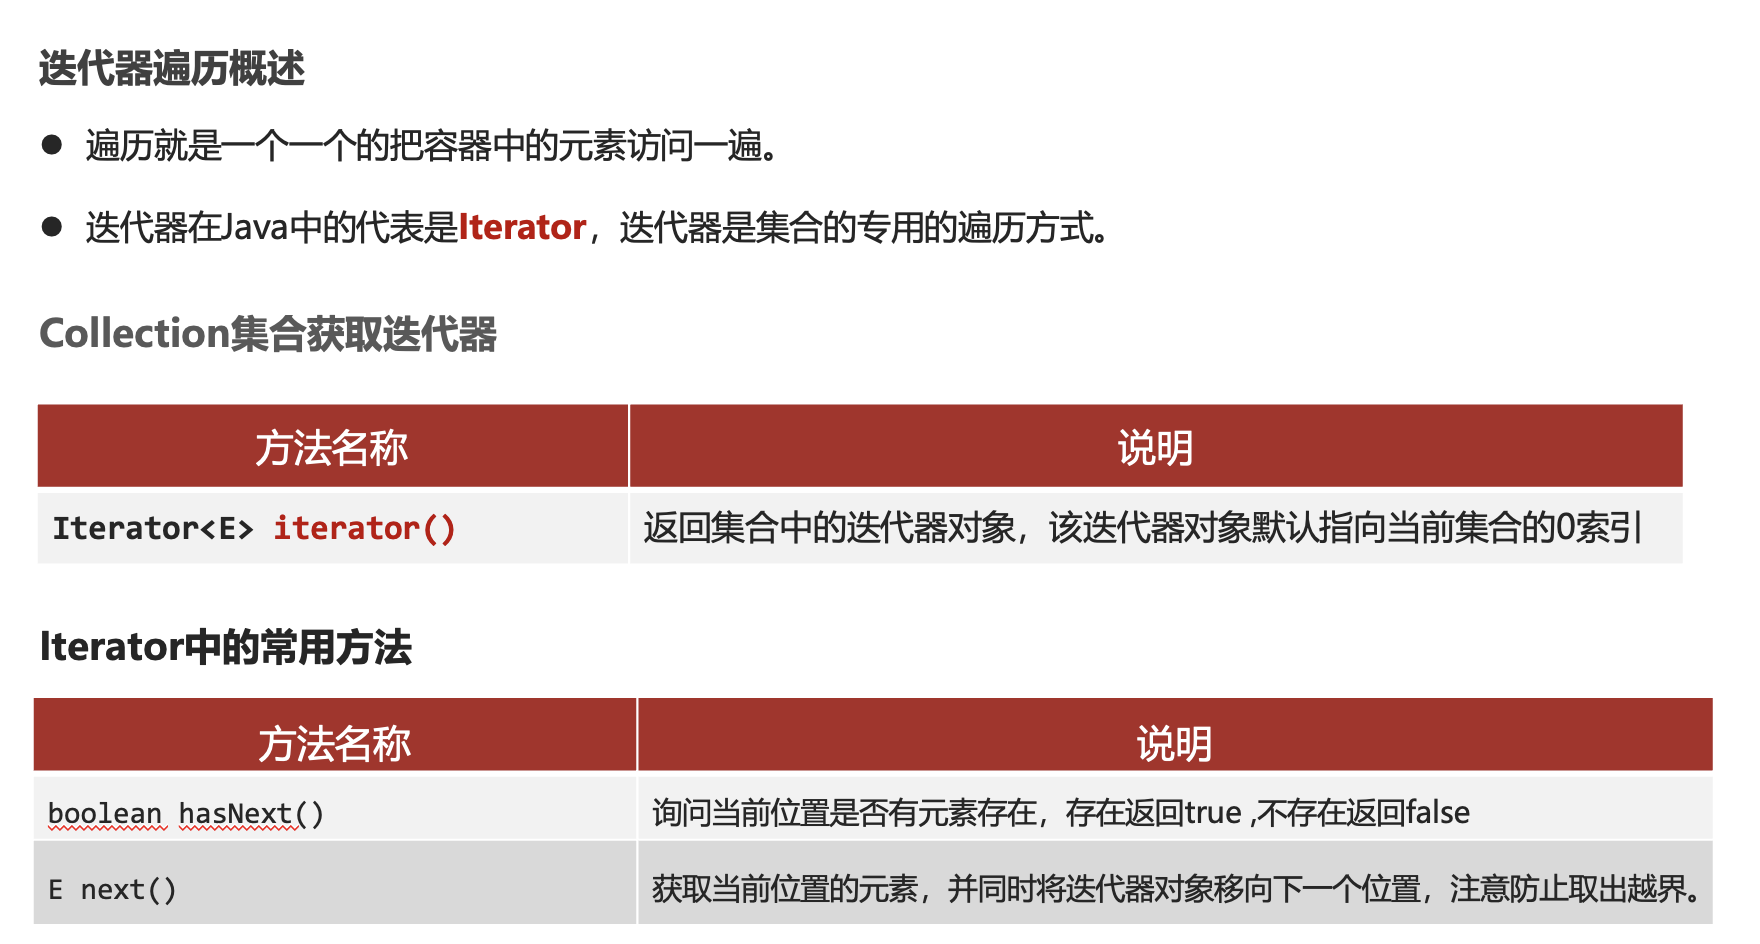 迭代器遍历概述
● 遍历就是一个一个的把容器中的元素访问一遍。
● 迭代器在Java中的代表是Iterator，迭代器是集合的专用的遍历方式。
Collection集合获取迭代器
方法名称 说明
Iterator<E> iterator() 返回集合中的迭代器对象，该迭代器对象默认指向当前集合的0索引
Iterator中的常用方法
方法名称 说明
boolean hasNext() 询问当前位置是否有元素存在，存在返回true ,不存在返回false
E next() 获取当前位置的元素，并同时将迭代器对象移向下一个位置，注意防止取出越界。